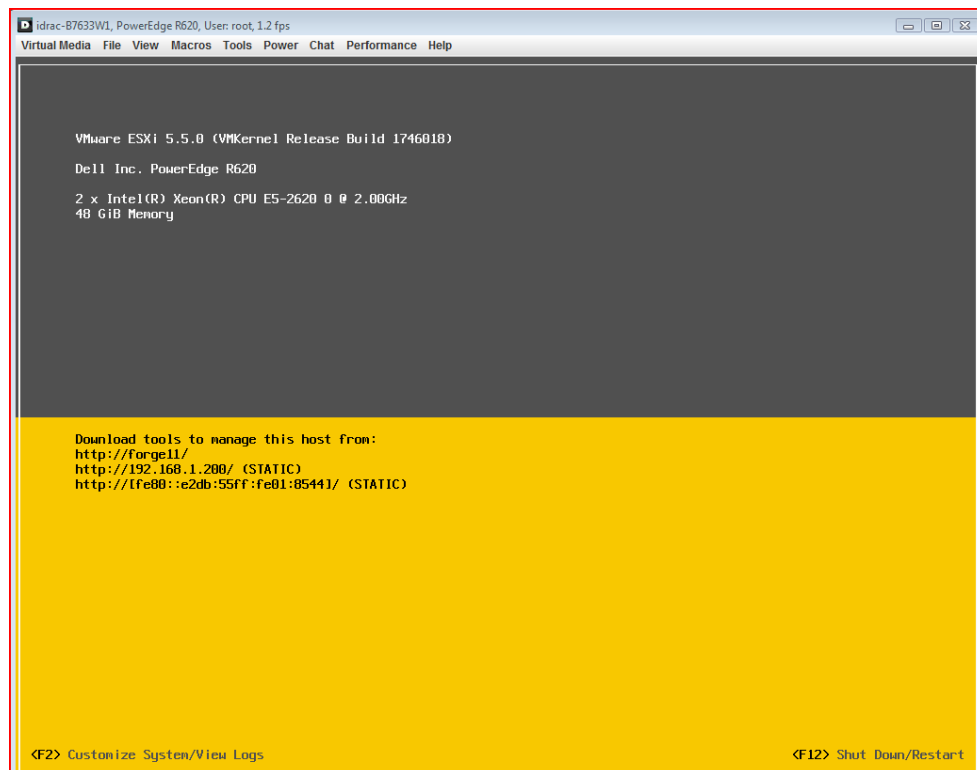 idrac-B7633W1, PowerEdge R620, User: root, 1.2 fps
Virtual Media File View Macros Tools Power Chat Performance Help
VMware ESXi 5.5.0 (VMKernel Release Build 1746018)
Dell Inc. PowerEdge R620
2 x Intel(R) Xeon(R) CPU E5-2620 0 @ 2.00GHz
48 GiB Memory
Download tools to manage this host from:
http://forge11/
http://192.168.1.200/ (STATIC)
http://[fe80::e2db:55ff:fe01:8544]/ (STATIC)
<F2> Customize System/View Logs
<F12> Shut Down/Restart